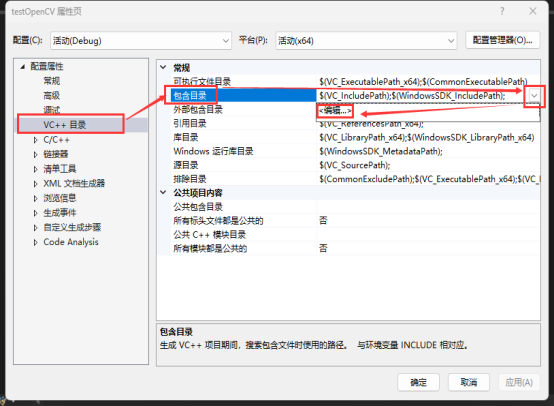 testOpenCV 属性页
? ×
配置(C): 活动(Debug) 平台(P): 活动(x64) 配置管理器(O)...
配置属性
常规
高级
调试
VC++ 目录
C/C++
链接器
清单工具
XML 文档生成器
浏览信息
生成事件
自定义生成步骤
Code Analysis
常规
可执行文件目录 $(VC_ExecutablePath_x64);$(CommonExecutablePath)
包含目录 $(VC_IncludePath);$(WindowsSDK_IncludePath);
外部包含目录 <编辑...>
引用目录 $(VC_ReferencesPath_x64);
库目录 $(VC_LibraryPath_x64);$(WindowsSDK_LibraryPath_x64)
Windows 运行库目录 $(WindowsSDK_MetadataPath);
源目录 $(VC_SourcePath);
排除目录 $(CommonExcludePath);$(VC_ExecutablePath_x64);$(VC_
公共项目内容
公共包含目录
所有标头文件都是公共的 否
公共 C++ 模块目录
所有模块都是公共的 否
包含目录
生成 VC++ 项目期间，搜索包含文件时使用的路径。 与环境变量 INCLUDE 相对应。
确定 取消 应用(A)